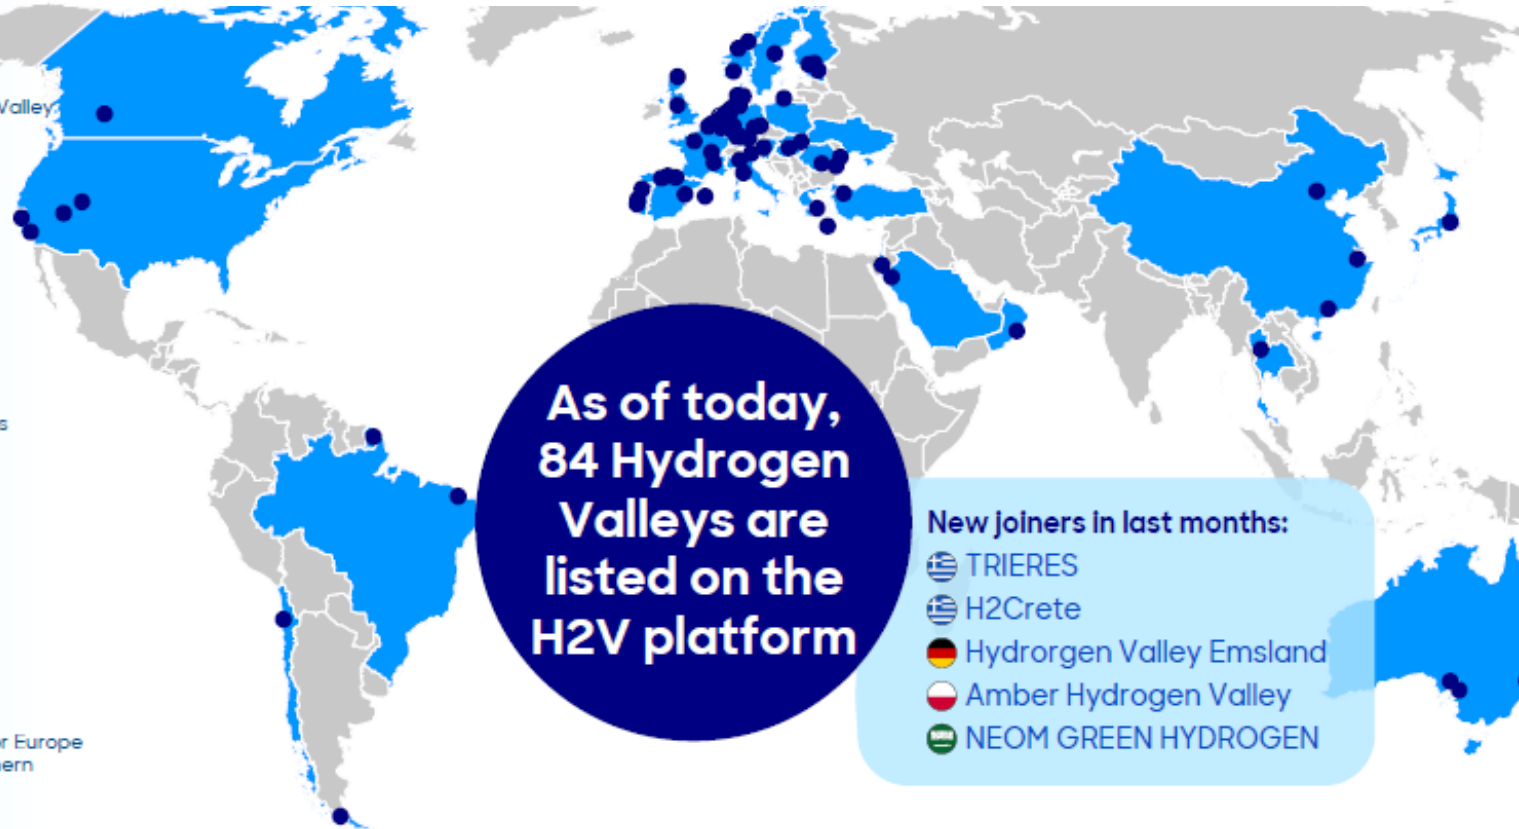 Valley
s
r Europe
ern
As of today,
84 Hydrogen
Valleys are
listed on the
H2V platform
New joiners in last months:
TRIERES
H2Crete
Hydrorgen Valley Emsland
Amber Hydrogen Valley
NEOM GREEN HYDROGEN